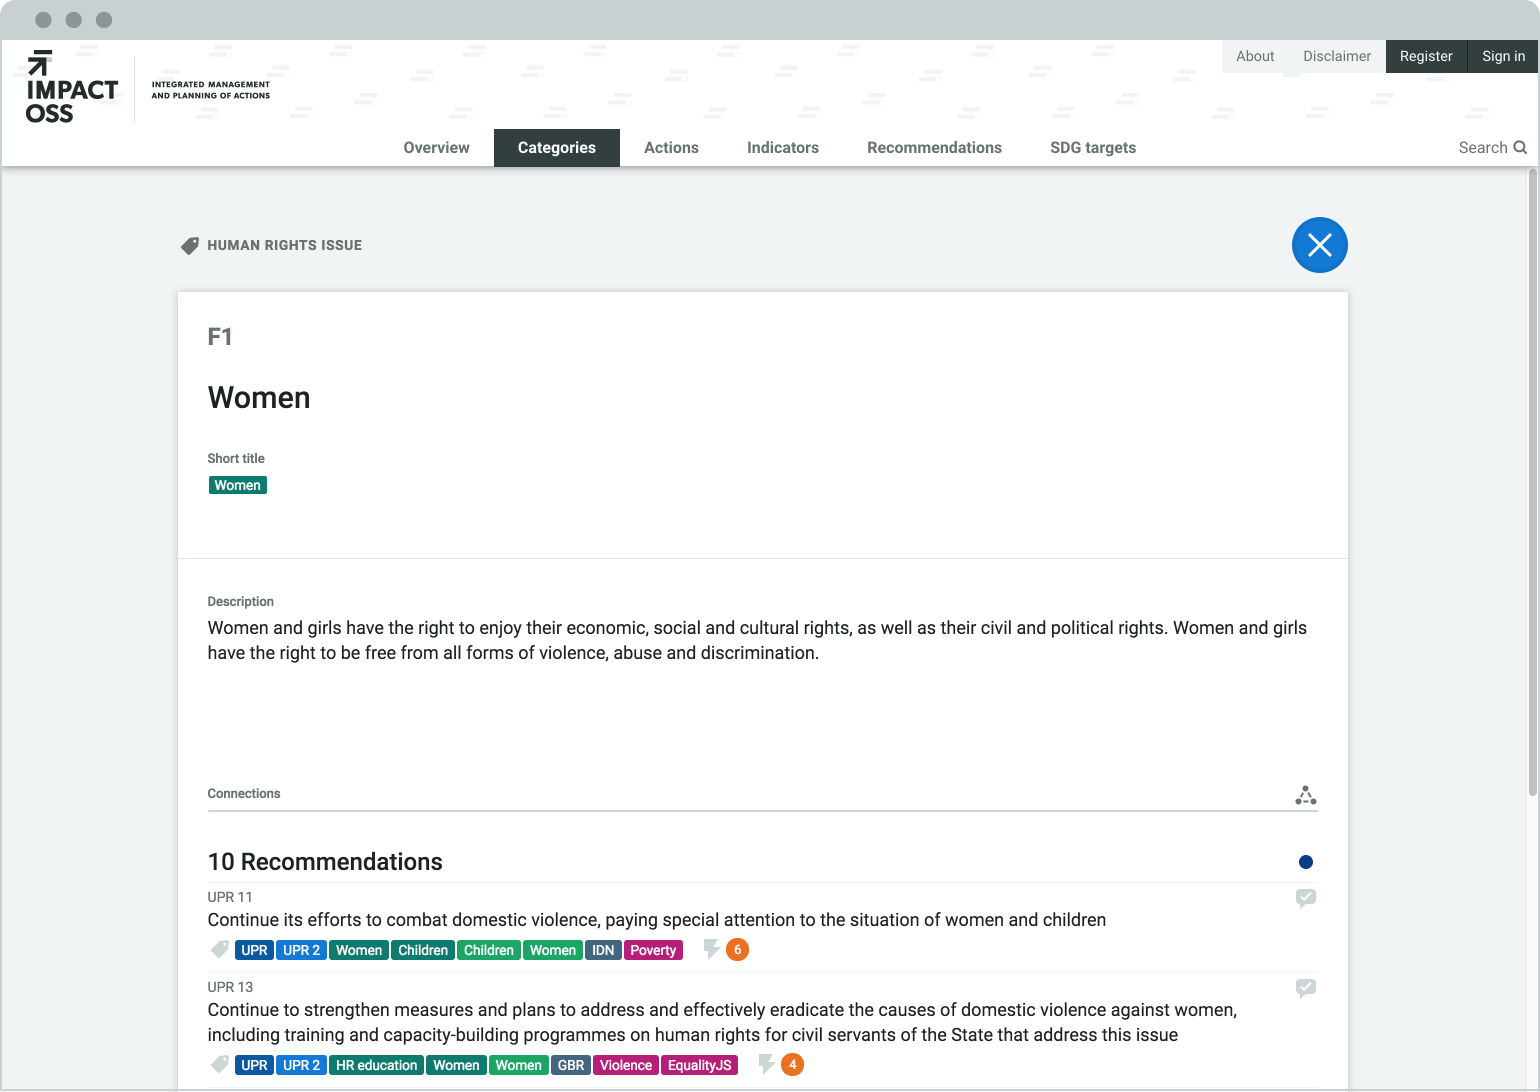 About Disclaimer Register Sign in
IMPACT
OSS
INTEGRATED MANAGEMENT
AND PLANNING OF ACTIONS
Overview Categories Actions Indicators Recommendations SDG targets Search
HUMAN RIGHTS ISSUE
F1
Women
Short title
Women
Description
Women and girls have the right to enjoy their economic, social and cultural rights, as well as their civil and political rights. Women and girls
have the right to be free from all forms of violence, abuse and discrimination.
Connections
10 Recommendations
UPR 11
Continue its efforts to combat domestic violence, paying special attention to the situation of women and children
UPR UPR 2 Women Children Children Women IDN Poverty 6
UPR 13
Continue to strengthen measures and plans to address and effectively eradicate the causes of domestic violence against women,
including training and capacity-building programmes on human rights for civil servants of the State that address this issue
UPR UPR 2 HR education Women Women GBR Violence EqualityJS 4